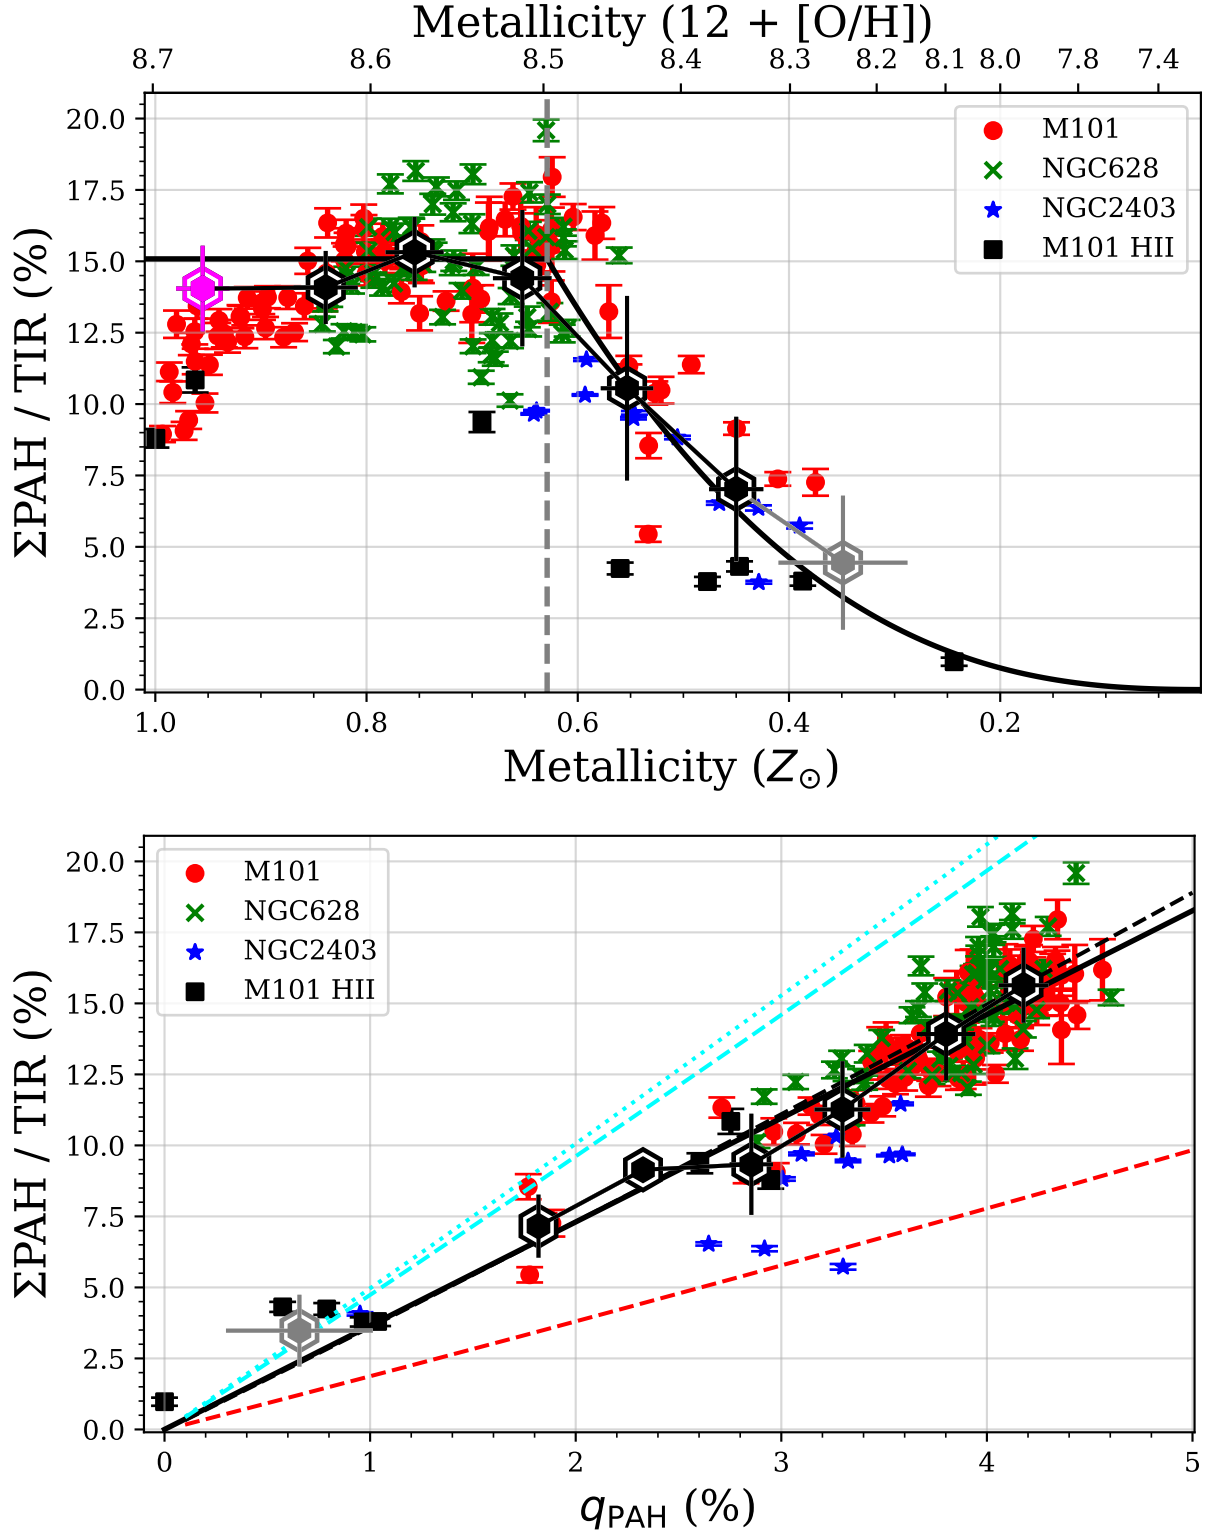 Metallicity (12 + [O/H])
8.7 8.6 8.5 8.4 8.3 8.2 8.1 8.0 7.8 7.4
ΣPAH / TIR (%)
20.0
17.5
15.0
12.5
10.0
7.5
5.0
2.5
0.0
M101
NGC628
NGC2403
M101 HII
1.0 0.8 0.6 0.4 0.2
Metallicity (Z⊙)
ΣPAH / TIR (%)
20.0
17.5
15.0
12.5
10.0
7.5
5.0
2.5
0.0
M101
NGC628
NGC2403
M101 HII
0 1 2 3 4 5
qPAH (%)